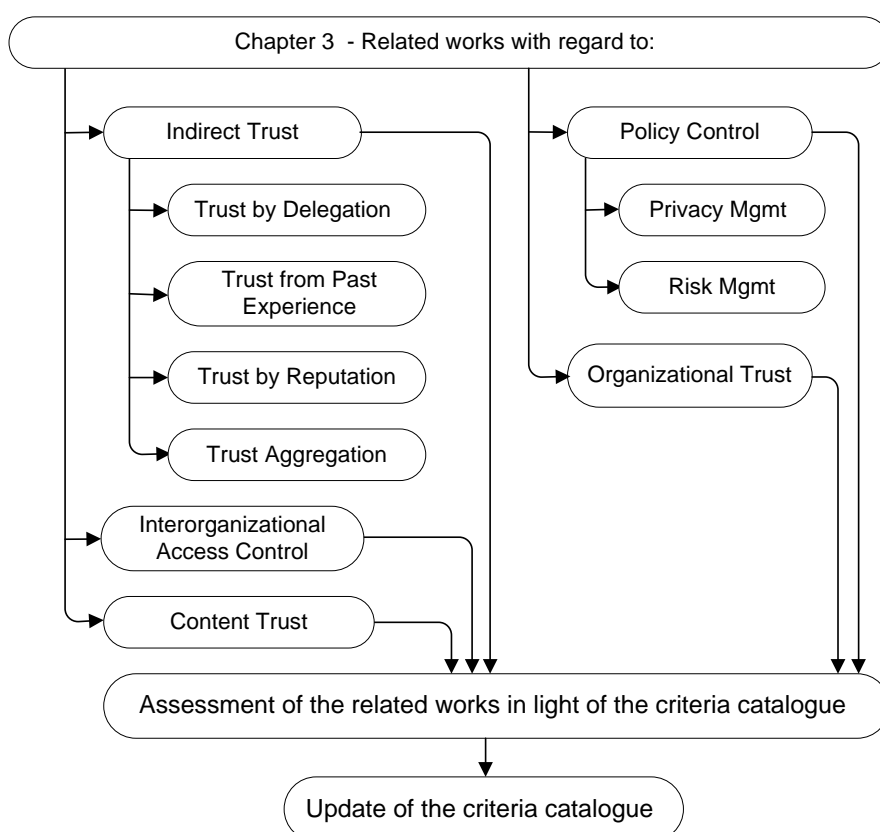 Chapter 3 - Related works with regard to:
Indirect Trust
Trust by Delegation
Trust from Past
Experience
Trust by Reputation
Trust Aggregation
Interorganizational
Access Control
Content Trust
Policy Control
Privacy Mgmt
Risk Mgmt
Organizational Trust
Assessment of the related works in light of the criteria catalogue
Update of the criteria catalogue